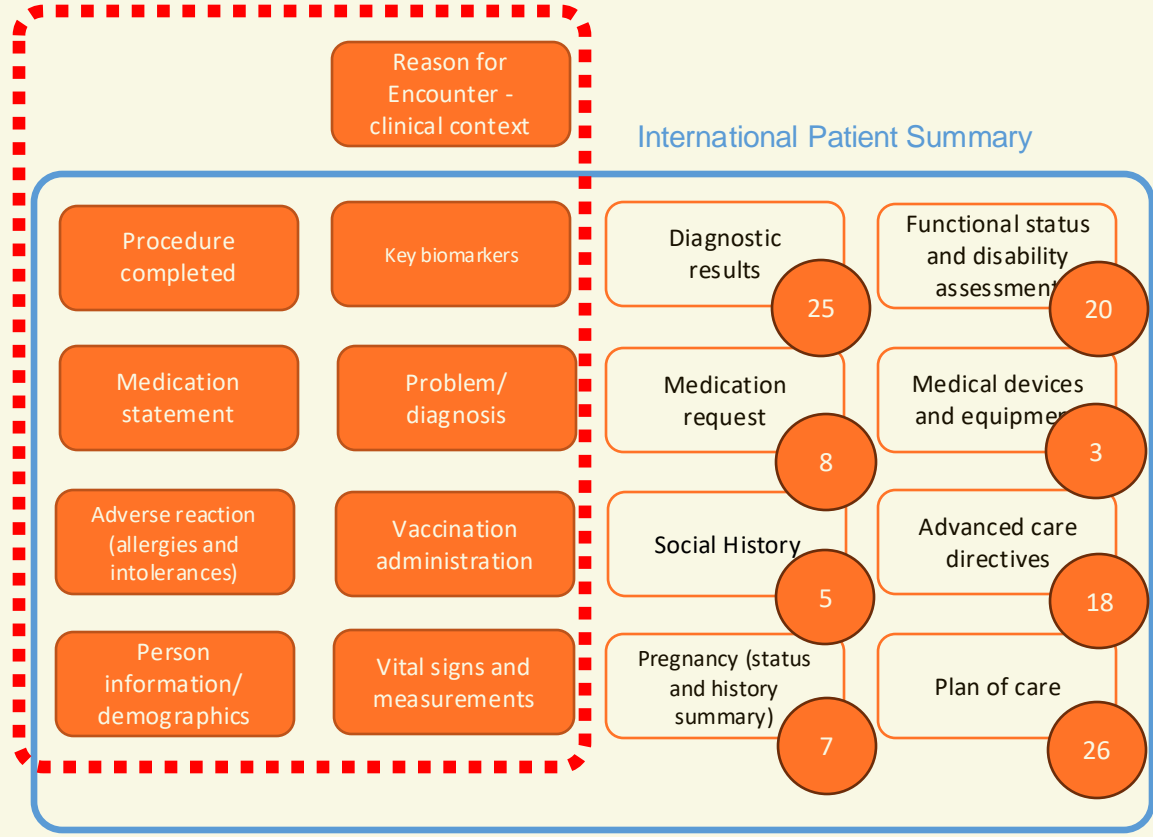 Reason for
Encounter -
clinical context
International Patient Summary
Procedure
completed
Key biomarkers
Diagnostic
results
25
Functional status
and disability
assessment
20
Medication
statement
Problem/
diagnosis
Medication
request
8
Medical devices
and equipment
3
Adverse reaction
(allergies and
intolerances)
Vaccination
administration
Social History
5
Advanced care
directives
18
Person
information/
demographics
Vital signs and
measurements
Pregnancy (status
and history
summary)
7
Plan of care
26